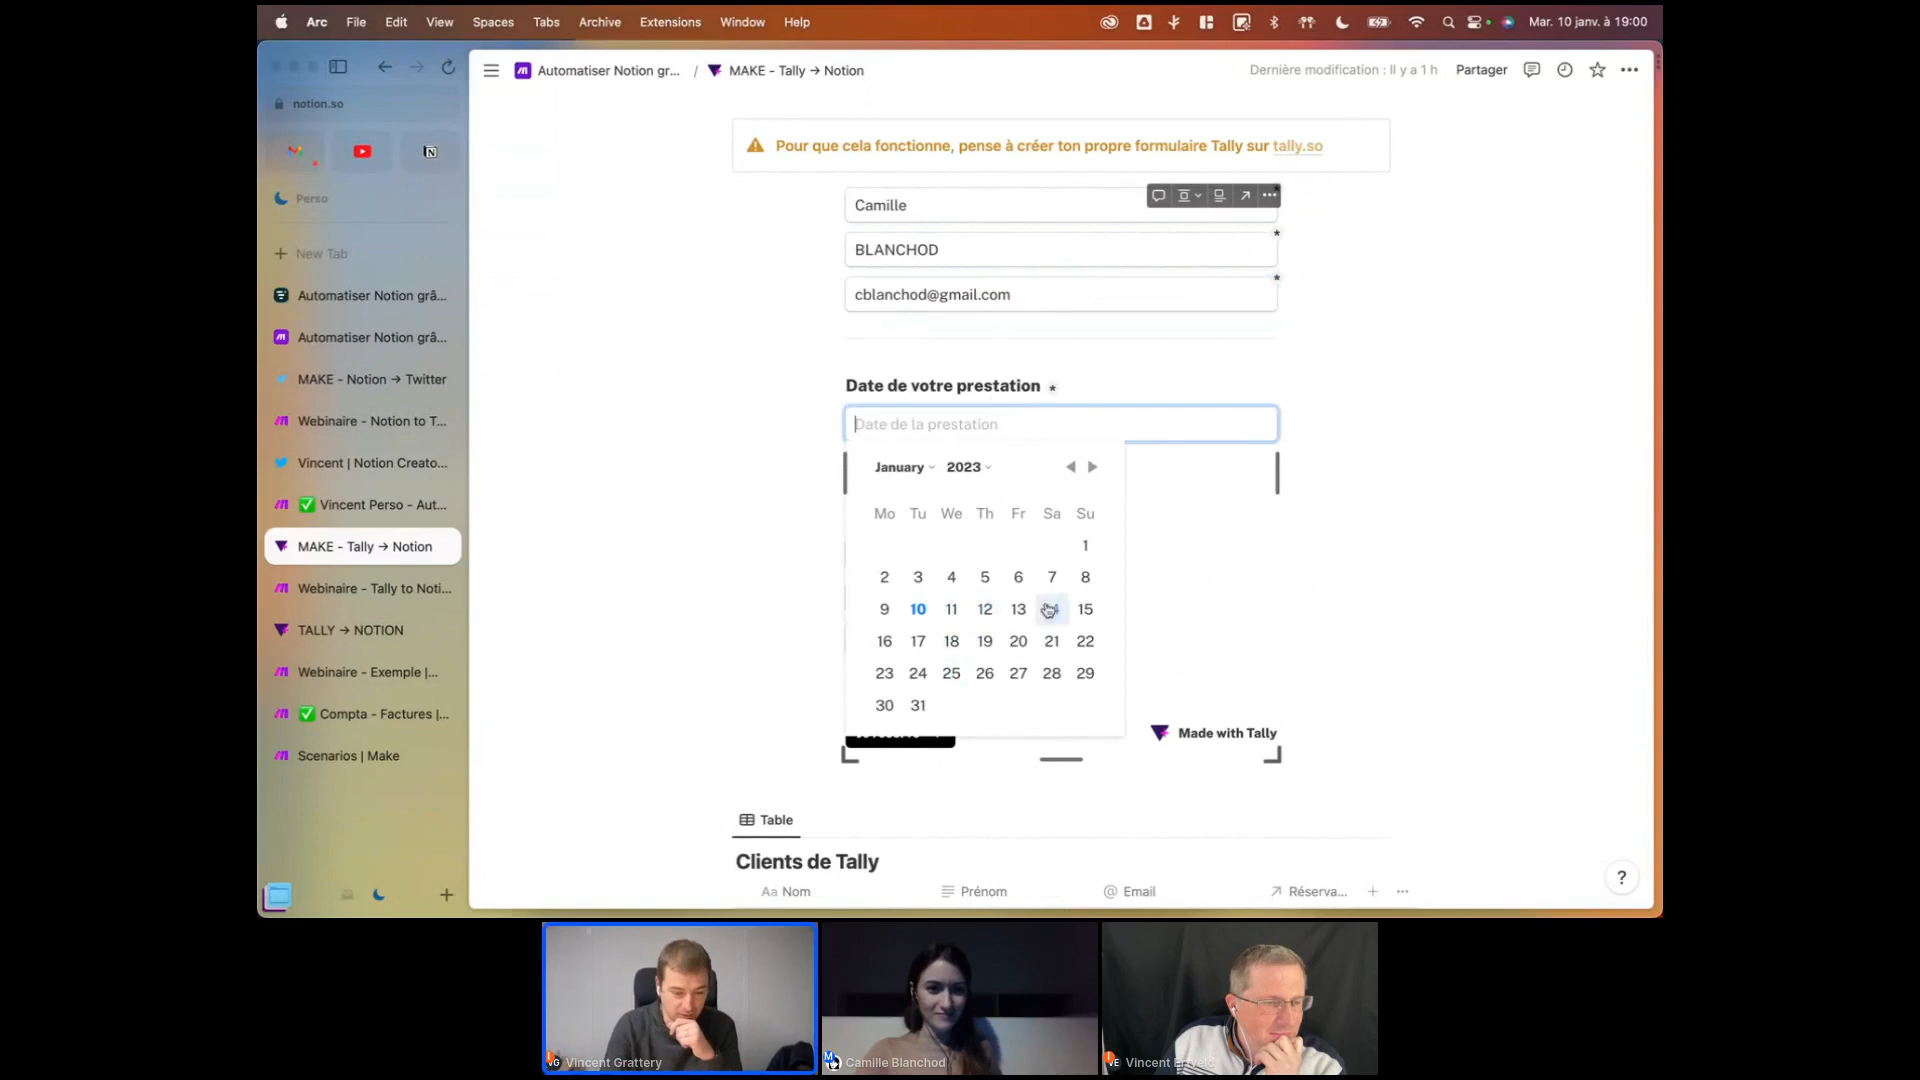 Arc File Edit View Spaces Tabs Archive Extensions Window Help
Mar. 10 janv. à 19:00
notion.so
Perso
New Tab
Automatiser Notion grâ...
Automatiser Notion grâ...
MAKE - Notion → Twitter
Webinaire - Notion to T...
Vincent | Notion Creato...
Vincent Perso - Aut...
MAKE - Tally → Notion
Webinaire - Tally to Noti...
TALLY → NOTION
Webinaire - Exemple |...
Compta - Factures |...
Scenarios | Make
Automatiser Notion gr... / MAKE - Tally → Notion
Dernière modification : Il y a 1 h Partager
Pour que cela fonctionne, pense à créer ton propre formulaire Tally sur tally.so
Camille
*
BLANCHOD
*
cblanchod@gmail.com
Date de votre prestation *
Date de la prestation
January 2023
Mo Tu We Th Fr Sa Su
1
2 3 4 5 6 7 8
9 10 11 12 13 15
16 17 18 19 20 21 22
23 24 25 26 27 28 29
30 31
Made with Tally
Table
Clients de Tally
Aa Nom Prénom @ Email Réserva...
?
VG Vincent Grattery
Camille Blanchod
VE Vincent